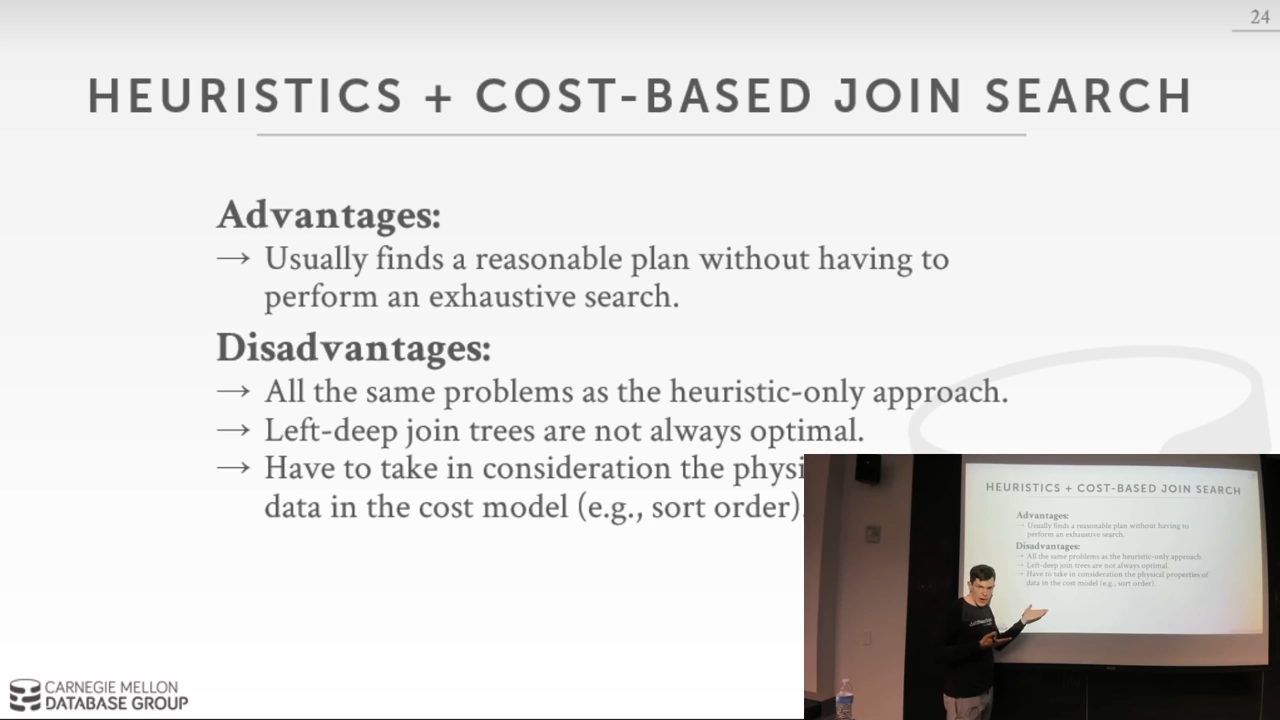 24
HEURISTICS + COST-BASED JOIN SEARCH
Advantages:
→ Usually finds a reasonable plan without having to
perform an exhaustive search.
Disadvantages:
→ All the same problems as the heuristic-only approach.
→ Left-deep join trees are not always optimal.
→ Have to take in consideration the physi
data in the cost model (e.g., sort order)
CARNEGIE MELLON
DATABASE GROUP
HEURISTICS + COST-BASED JOIN SEARCH
Advantages:
→ Usually finds a reasonable plan without having to
perform an exhaustive search.
Disadvantages:
→ All the same problems as the heuristic-only approach.
→ Left-deep join trees are not always optimal.
→ Have to take in consideration the physical properties of
data in the cost model (e.g., sort order).